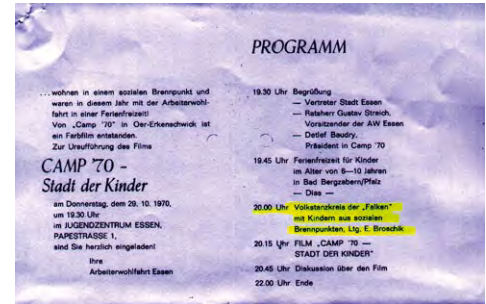 ...wohnen in einem sozialen Brennpunkt und
waren in diesem Jahr mit der Arbeiterwohl-
fahrt in einer Ferienfreizeit!
Von „Camp '70" in Oer-Erkenschwick ist
ein Farbfilm entstanden.
Zur Uraufführung des Films
CAMP '70 –
Stadt der Kinder
am Donnerstag, dem 29. 10. 1970,
um 19.30 Uhr
im JUGENDZENTRUM ESSEN,
PAPESTRASSE 1,
sind Sie herzlich eingeladen!
Ihre
Arbeiterwohlfahrt Essen
PROGRAMM
19.30 Uhr Begrüßung
— Vertreter Stadt Essen
— Ratsherr Gustav Streich,
Vorsitzender der AW Essen
— Detlef Baudry,
Präsident in Camp '70
19.45 Uhr Ferienfreizeit für Kinder
im Alter von 6—10 Jahren
in Bad Bergzabern/Pfalz
— Dias —
20.00 Uhr Volkstanzkreis der „Falken"
mit Kindern aus sozialen
Brennpunkten, Ltg. E. Broschik
20.15 Uhr FILM „CAMP '70 —
STADT DER KINDER"
20.45 Uhr Diskussion über den Film
22.00 Uhr Ende